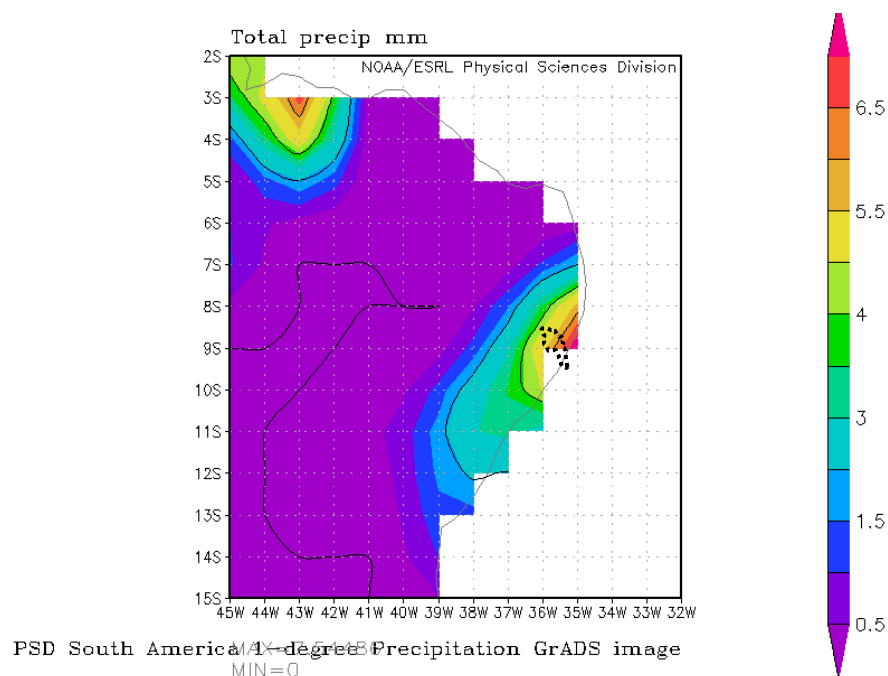 Total precip mm
NOAA/ESRL Physical Sciences Division
2S
3S
4S
5S
6S
7S
8S
9S
10S
11S
12S
13S
14S
15S
45W 44W 43W 42W 41W 40W 39W 38W 37W 36W 35W 34W 33W 32W
6.5
5.5
4
3
1.5
0.5
PSD South America 1-degree Precipitation GrADS image
MIN=0